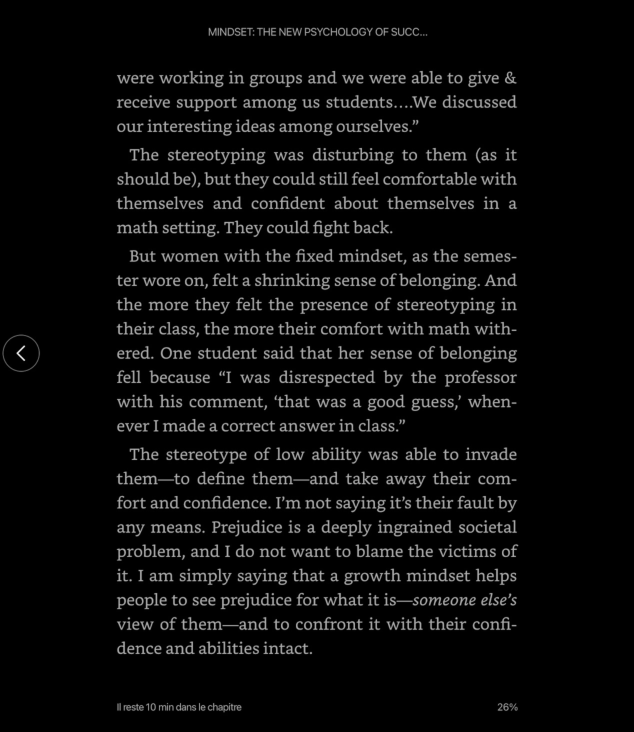 MINDSET: THE NEW PSYCHOLOGY OF SUCC...
were working in groups and we were able to give &
receive support among us students....We discussed
our interesting ideas among ourselves.”
The stereotyping was disturbing to them (as it
should be), but they could still feel comfortable with
themselves and confident about themselves in a
math setting. They could fight back.
But women with the fixed mindset, as the semes-
ter wore on, felt a shrinking sense of belonging. And
the more they felt the presence of stereotyping in
their class, the more their comfort with math with-
ered. One student said that her sense of belonging
fell because “I was disrespected by the professor
with his comment, ‘that was a good guess,’ when-
ever I made a correct answer in class.”
The stereotype of low ability was able to invade
them—to define them—and take away their com-
fort and confidence. I’m not saying it’s their fault by
any means. Prejudice is a deeply ingrained societal
problem, and I do not want to blame the victims of
it. I am simply saying that a growth mindset helps
people to see prejudice for what it is—someone else’s
view of them—and to confront it with their confi-
dence and abilities intact.
Il reste 10 min dans le chapitre
26%